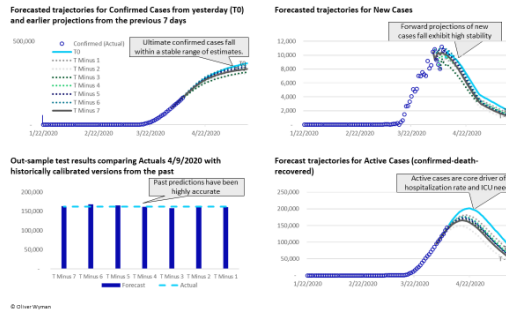 Forecasted trajectories for Confirmed Cases from yesterday (T0)
and earlier projections from the previous 7 days
500,000
Confirmed (Actual)
T0
T Minus 1
T Minus 2
T Minus 3
T Minus 4
T Minus 5
T Minus 6
T Minus 7
Ultimate confirmed cases fall
within a stable range of estimates.
T0
-
1/22/2020 2/22/2020 3/22/2020 4/22/2020
Forecasted trajectories for New Cases
Forward projections of new
cases fall exhibit high stability
12,000
10,000
8,000
6,000
4,000
2,000
-
1/22/2020 2/22/2020 3/22/2020 4/22/2020
Out-sample test results comparing Actuals 4/9/2020 with
historically calibrated versions from the past
Past predictions have been
highly accurate
200,000
150,000
100,000
50,000
-
T Minus 7 T Minus 6 T Minus 5 T Minus 4 T Minus 3 T Minus 2 T Minus 1
Forecast Actual
Forecast trajectories for Active Cases (confirmed-death-
recovered)
Active cases are core driver of
hospitalization rate and ICU
250,000
200,000
150,000
100,000
50,000
-
1/22/2020 2/22/2020 3/22/2020 4/22/2020
© Oliver Wyman